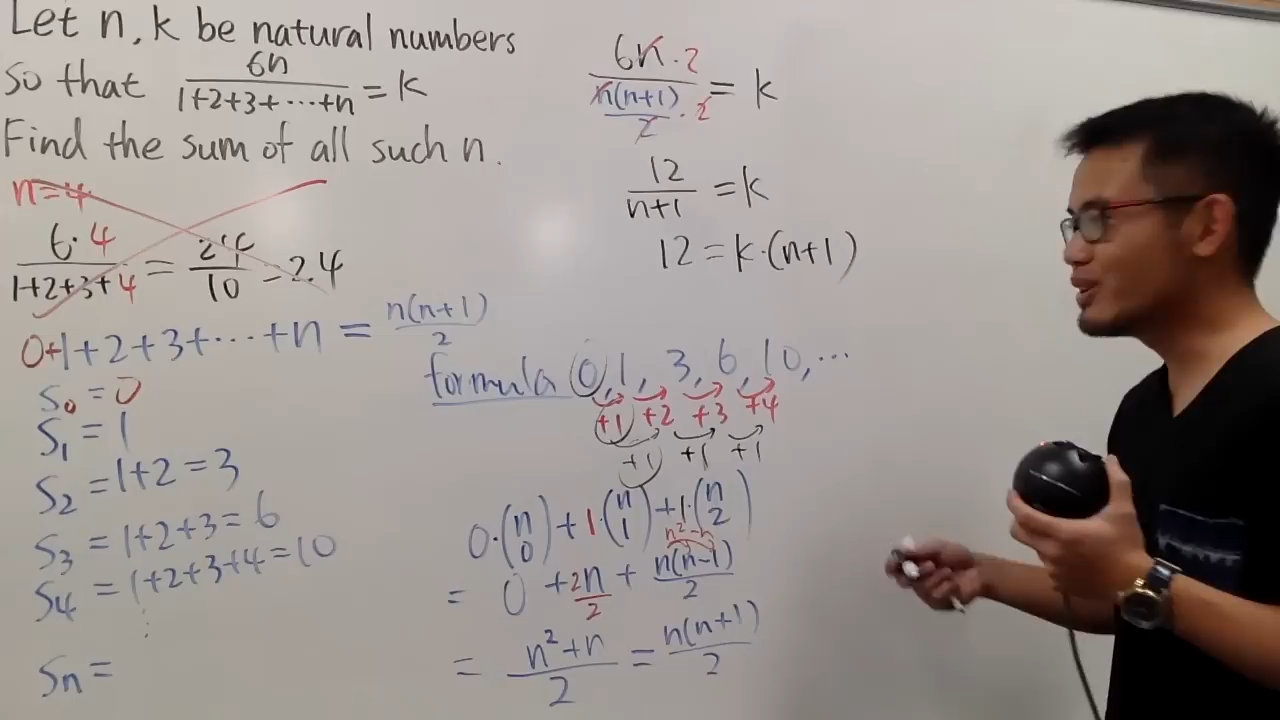 Let n, k be natural numbers
so that 6n / 1+2+3+⋯+n = k
Find the sum of all such n.
n=4
6·4 / 1+2+3+4 = 24/10 = 2.4
0+1+2+3+⋯+n = n(n+1)/2
S₀ = 0
S₁ = 1
S₂ = 1+2 = 3
S₃ = 1+2+3 = 6
S₄ = 1+2+3+4 = 10
⋮
Sn =
6n·2 / n(n+1)/2 ·2 = k
12/n+1 = k
12 = k·(n+1)
formula 0, 1, 3, 6, 10, ⋯
+1 +2 +3 +4
+1 +1 +1
0·(n 0) + 1·(n 1) + 1·(n 2)
n²-n
= 0 + 2n/2 + n(n-1)/2
= n²+n/2 = n(n+1)/2